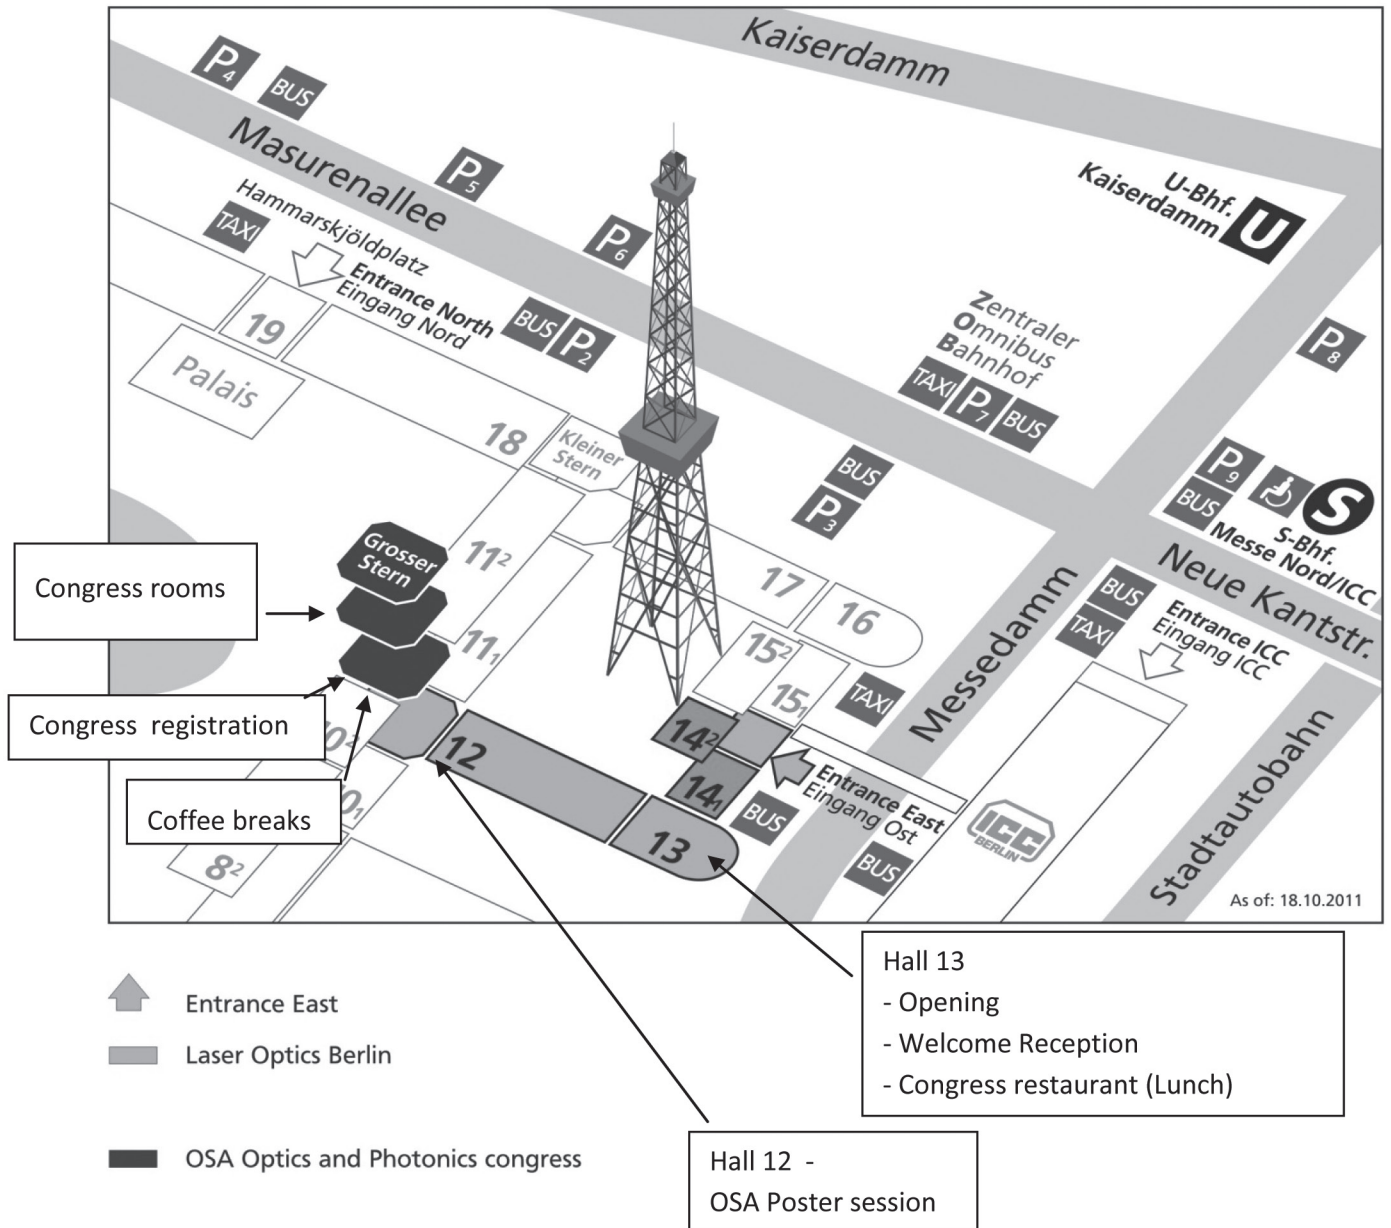 Kaiserdamm
P4
BUS
Masurenallee
P5
U-Bhf.
Kaiserdamm
U
Hammarskjöldplatz
TAXI
P6
Entrance North
Eingang Nord
BUS P2
Zentraler
Omnibus
Bahnhof
TAXI P7 BUS
P8
19
Palais
18
Kleiner
Stern
BUS
P3
P9
BUS
S
S-Bhf.
Messe Nord/ICC
Neue Kantstr.
Grosser
Stern
11²
11₁
17
16
15²
15₁
TAXI
Messedamm
BUS
TAXI
Entrance ICC
Eingang ICC
Congress rooms
Congress registration
Coffee breaks
10²
10₁
8²
12
13
14²
14₁
BUS
Entrance East
Eingang Ost
BUS
ICC
BERLIN
Stadtautobahn
As of: 18.10.2011
Hall 13
- Opening
- Welcome Reception
- Congress restaurant (Lunch)
Entrance East
Laser Optics Berlin
OSA Optics and Photonics congress
Hall 12 -
OSA Poster session